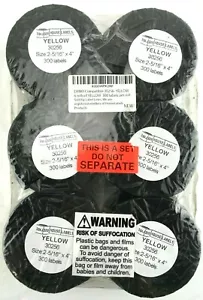 YELLOW
30256
Size 2-5/16" x 4"
300 labels
YELLOW
30256
Size 2-5/16" x 4"
300 labels
YELLOW
30256
Size 2-5/16" x 4"
300 labels
YELLOW
30256
Size 2-5/16" x 4"
300 labels
THIS IS A SET
DO NOT
SEPARATE
YELLOW
30256
Size 2-5/16" x 4"
300 labels
YELLOW
30256
Size 2-5/16" x 4"
300 labels
WARNING
RISK OF SUFFOCATION
Plastic bags and films
can be dangerous.
To avoid danger of
suffocation, keep this
bag or film away from
babies and children.